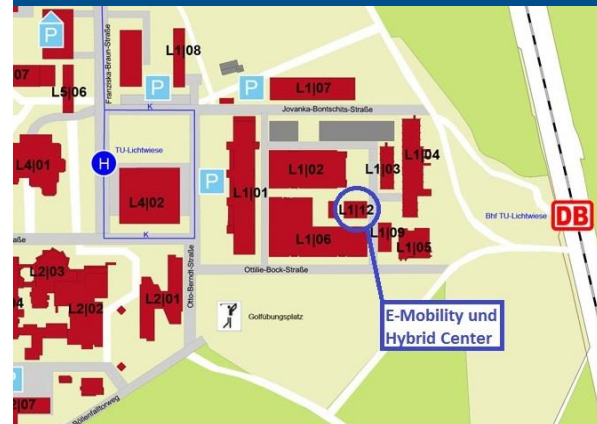 P
L1|08
07
L5|06
Franziska-Braun-Straße
P
P
L1|07
K
Jovanka-Bontschits-Straße
TU-Lichtwiese
H
L4|01
P
L1|01
L1|02
L1|03
L1|04
L4|02
L1|12
Bhf TU-Lichtwiese
DB
K
L1|06
L1|09
L1|05
aße
L2|03
Otto-Berndt-Straße
Ottilie-Bock-Straße
04
L2|02
L2|01
Golfübungsplatz
E-Mobility und
Hybrid Center
P
2|07